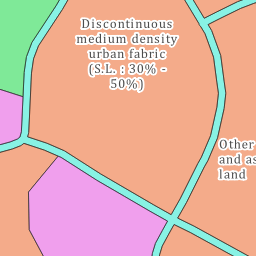 Discontinuous
medium density
urban fabric
(S.L. : 30% -
50%)
Other
and as
land